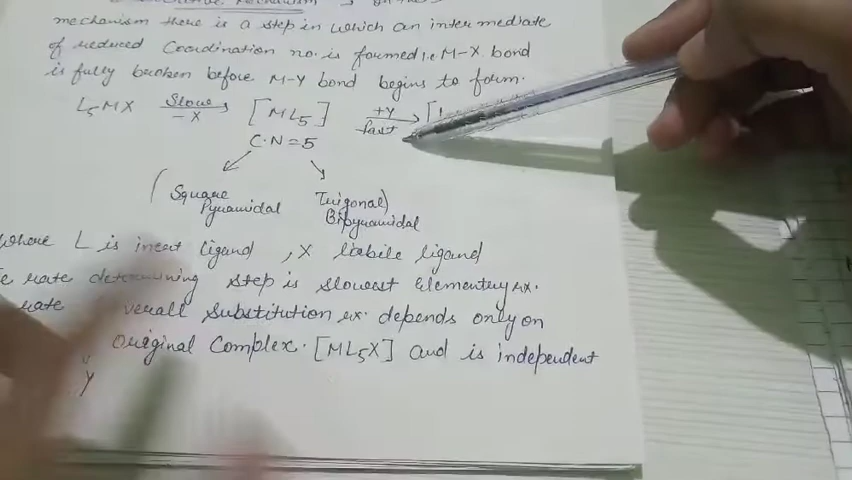 mechanism there is a step in which an intermediate
of reduced Coordination no. is formed i.e. M-X bond
is fully broken before M-Y bond begins to form.
L5MX Slow -X [ML5] +Y fast [
C.N = 5
(Square Pyramidal Trigonal) Bipyramidal
where L is inert ligand , X labile ligand
rate determining step is slowest elementary rx.
rate overall substitution rx. depends only on
Original Complex. [ML5X] and is independent
Y